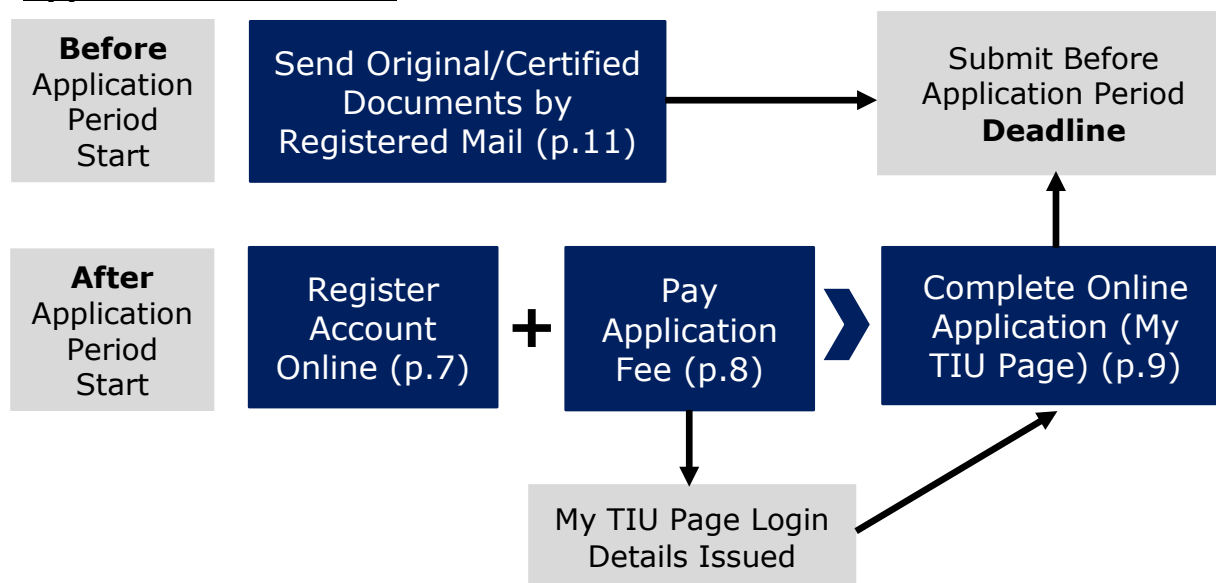 Before
Application
Period
Start
Send Original/Certified
Documents by
Registered Mail (p.11)
Submit Before
Application Period
Deadline
After
Application
Period
Start
Register
Account
Online (p.7)
+
Pay
Application
Fee (p.8)
Complete Online
Application (My
TIU Page) (p.9)
My TIU Page Login
Details Issued